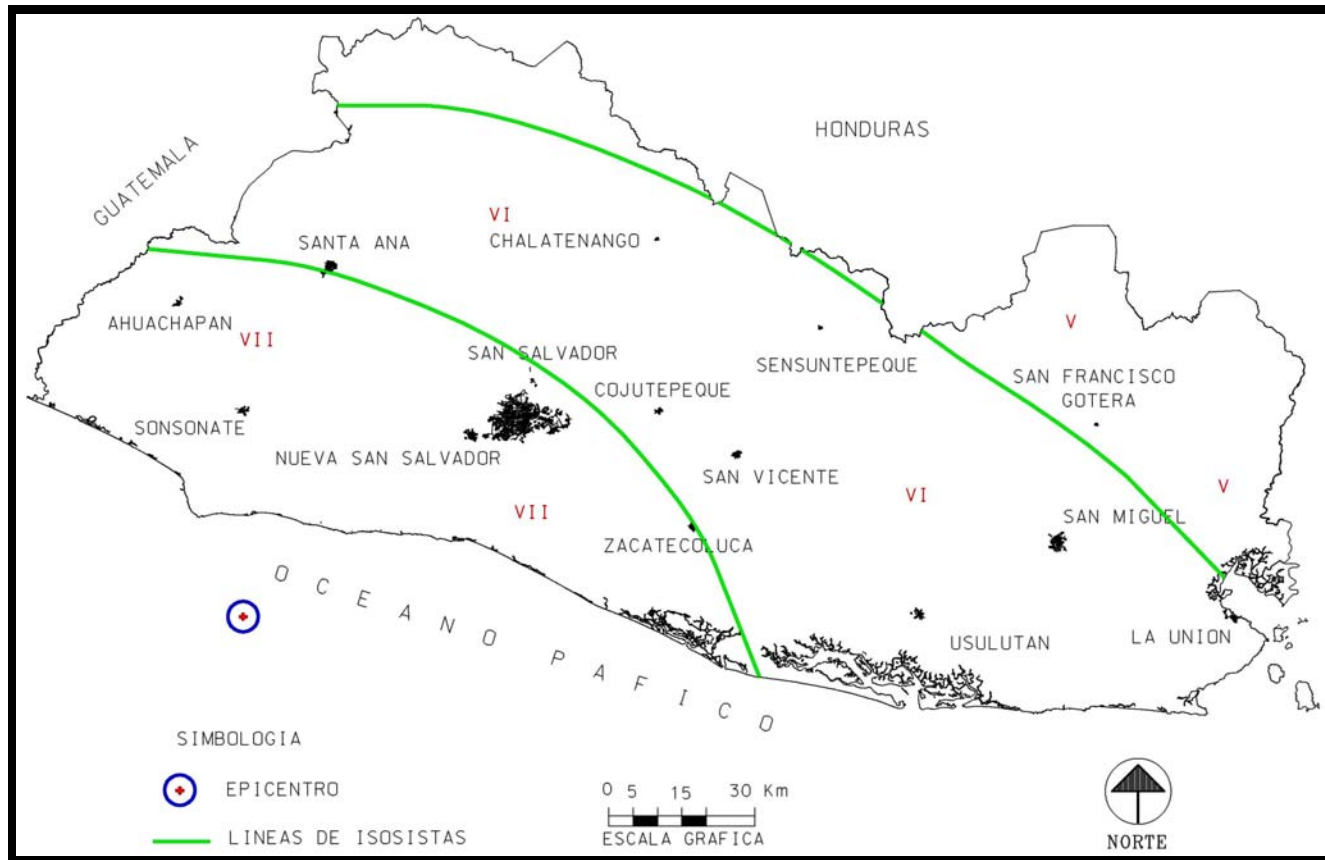 HONDURAS
GUATEMALA
VI
SANTA ANA
CHALATENANGO
AHUACHAPAN
VII
V
SAN SALVADOR
SENSUNTEPEQUE
SAN FRANCISCO
GOTERA
COJUTEPEQUE
SONSONATE
NUEVA SAN SALVADOR
SAN VICENTE
VI
V
VII
SAN MIGUEL
ZACATECOLUCA
OCEANO PAFICO
USULUTAN
LA UNION
SIMBOLOGIA
EPICENTRO
LINEAS DE ISOSISTAS
0 5 15 30 Km
ESCALA GRAFICA
NORTE